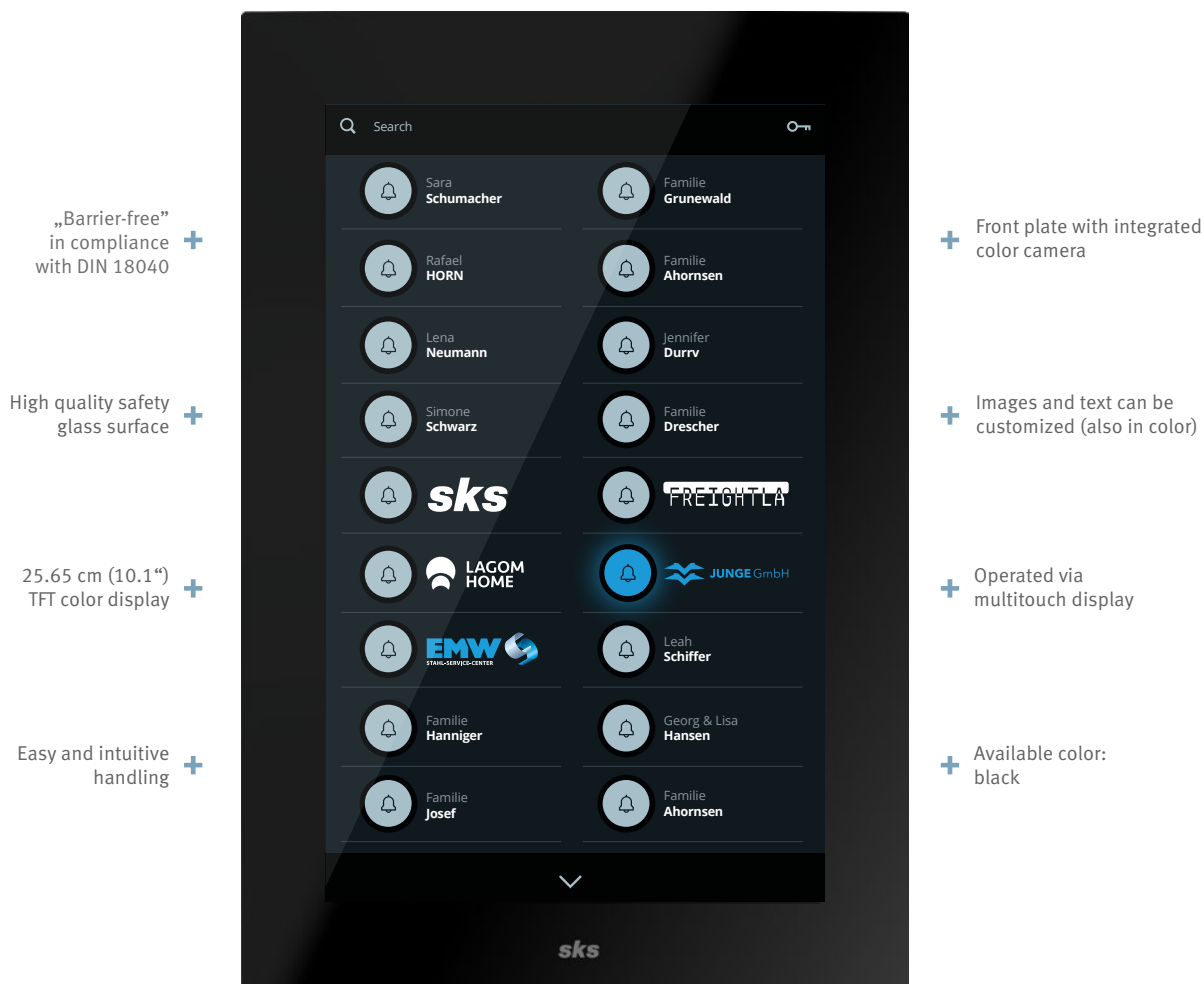 „Barrier-free”
in compliance
with DIN 18040
High quality safety
glass surface
25.65 cm (10.1“)
TFT color display
Easy and intuitive
handling
Search
Sara
Schumacher
Familie
Grunewald
Rafael
HORN
Familie
Ahornsen
Lena
Neumann
Jennifer
Durrv
Simone
Schwarz
Familie
Drescher
sks
FREIGHTLA
LAGOM
HOME
JUNGE GmbH
EMW
STAHL-SERVICE-CENTER
Leah
Schiffer
Familie
Hanniger
Georg & Lisa
Hansen
Familie
Josef
Familie
Ahornsen
sks
Front plate with integrated
color camera
Images and text can be
customized (also in color)
Operated via
multitouch display
Available color:
black